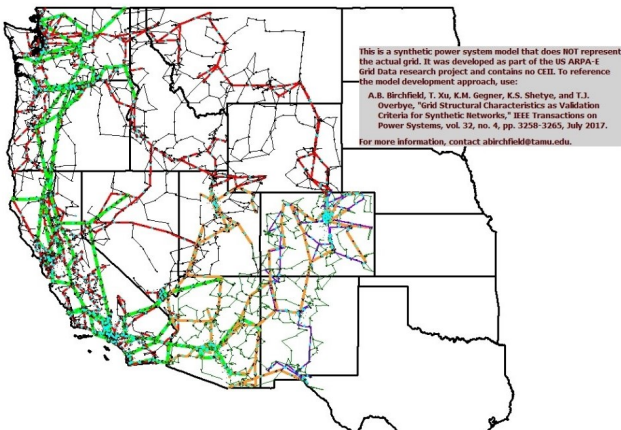 This is a synthetic power system model that does NOT represent
the actual grid. It was developed as part of the US ARPA-E
Grid Data research project and contains no CEII. To reference
the model development approach, use:
A.B. Birchfield, T. Xu, K.M. Gegner, K.S. Shetye, and T.J.
Overbye, "Grid Structural Characteristics as Validation
Criteria for Synthetic Networks," IEEE Transactions on
Power Systems, vol. 32, no. 4, pp. 3258-3265, July 2017.
For more information, contact abirchfield@tamu.edu.